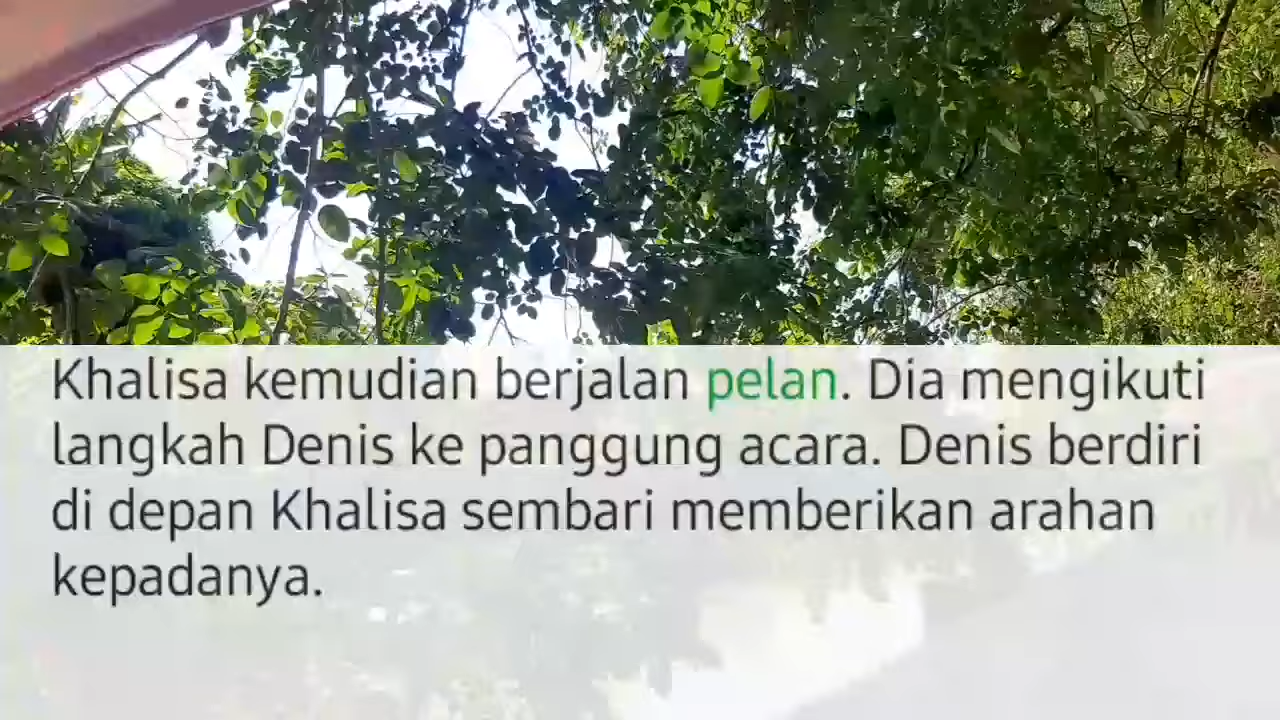 Khalisa kemudian berjalan pelan. Dia mengikuti
langkah Denis ke panggung acara. Denis berdiri
di depan Khalisa sembari memberikan arahan
kepadanya.